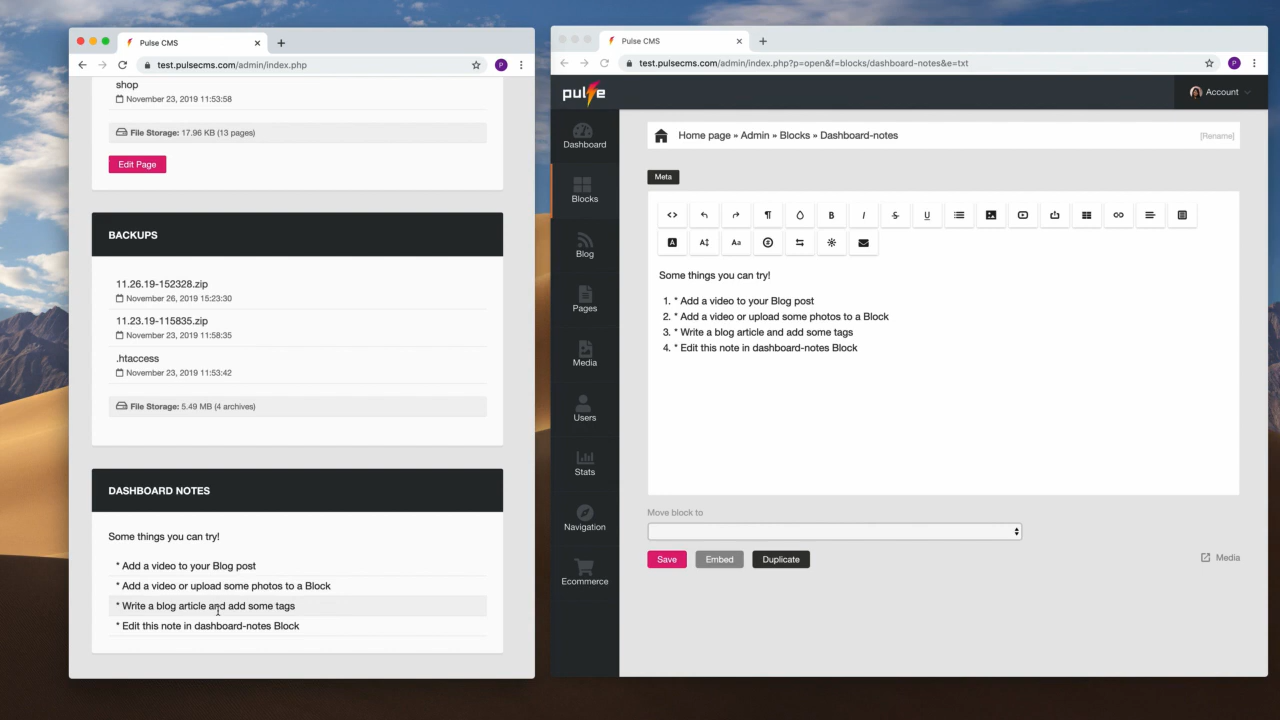 Pulse CMS
test.pulsecms.com/admin/index.php
P
shop
November 23, 2019 11:53:58
File Storage: 17.96 KB (13 pages)
Edit Page
BACKUPS
11.26.19-152328.zip
November 26, 2019 15:23:30
11.23.19-115835.zip
November 23, 2019 11:58:35
.htaccess
November 23, 2019 11:53:42
File Storage: 5.49 MB (4 archives)
DASHBOARD NOTES
Some things you can try!
* Add a video to your Blog post
* Add a video or upload some photos to a Block
* Write a blog article and add some tags
* Edit this note in dashboard-notes Block
Pulse CMS
test.pulsecms.com/admin/index.php?p=open&f=blocks/dashboard-notes&e=txt
P
pulse
Account
Dashboard
Blocks
Blog
Pages
Media
Users
Stats
Navigation
Ecommerce
Home page » Admin » Blocks » Dashboard-notes
[Rename]
Meta
Some things you can try!
1. * Add a video to your Blog post
2. * Add a video or upload some photos to a Block
3. * Write a blog article and add some tags
4. * Edit this note in dashboard-notes Block
Move block to
Save
Embed
Duplicate
Media